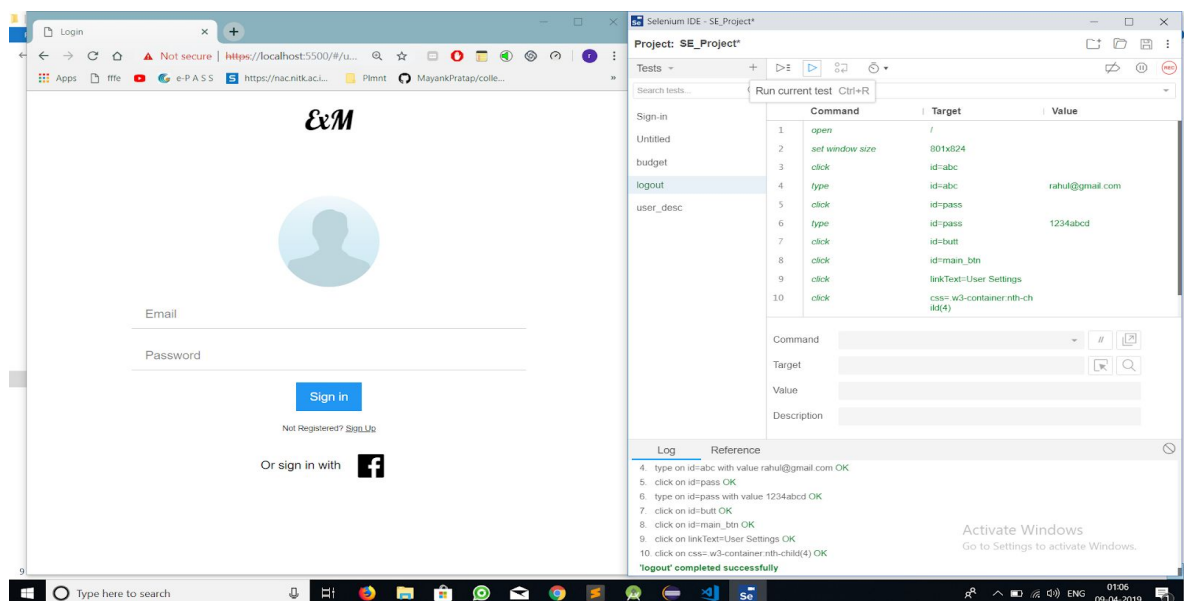 Login
Not secure | https://localhost:5500/#/u...
Apps fffe e-P A S S https://nac.nitk.ac.i... Plmnt MayankPratap/colle... »
ExM
Email
Password
Sign in
Not Registered? Sign Up
Or sign in with
Selenium IDE - SE_Project*
Project: SE_Project*
Tests
REC
Search tests...
Run current test Ctrl+R
Sign-in
Untitled
budget
logout
user_desc
Command Target Value
1 open /
2 set window size 801x824
3 click id=abc
4 type id=abc rahul@gmail.com
5 click id=pass
6 type id=pass 1234abcd
7 click id=butt
8 click id=main_btn
9 click linkText=User Settings
10 click css=.w3-container:nth-ch
ild(4)
Command
//
Target
Value
Description
Log Reference
4. type on id=abc with value rahul@gmail.com OK
5. click on id=pass OK
6. type on id=pass with value 1234abcd OK
7. click on id=butt OK
8. click on id=main_btn OK
9. click on linkText=User Settings OK
10. click on css=.w3-container:nth-child(4) OK
'logout' completed successfully
Activate Windows
Go to Settings to activate Windows.
Type here to search
Se
ENG
01:06
09-04-2019